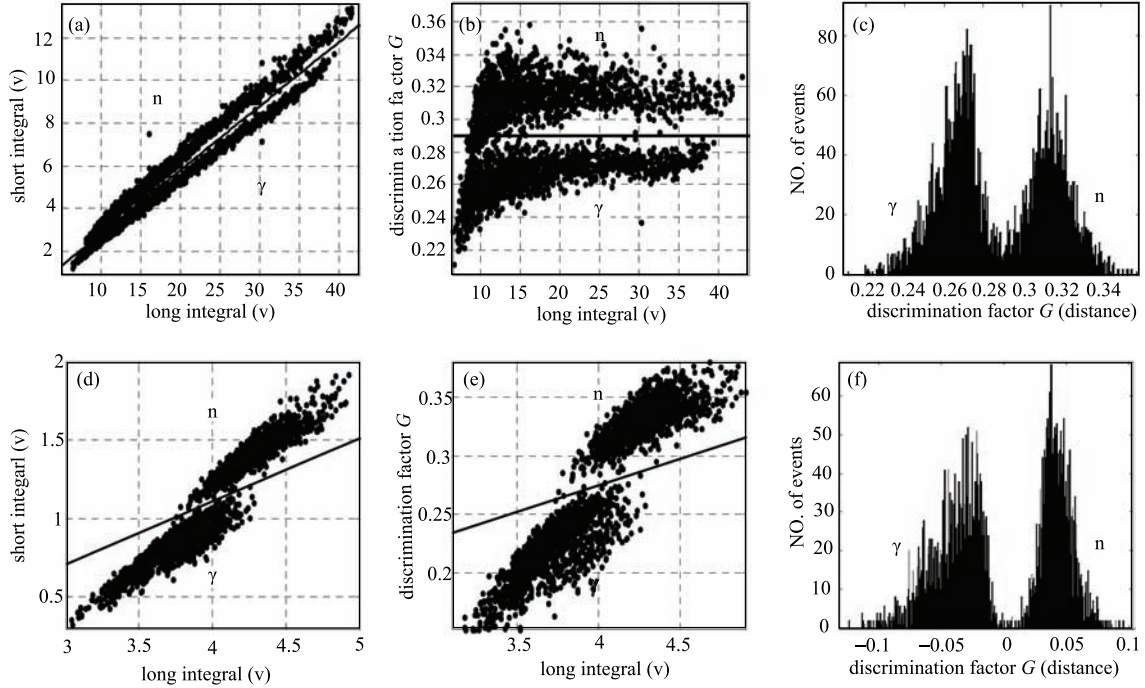 (a)
n
γ
12
10
8
6
4
2
10 15 20 25 30 35 40
short integral (v)
long integral (v)
(b)
n
γ
0.36
0.34
0.32
0.3
0.28
0.26
0.24
0.22
10 15 20 25 30 35 40
discrimin a tion fa ctor G
long integral (v)
(c)
γ
n
80
60
40
20
0
0.22 0.24 0.26 0.28 0.3 0.32 0.34
NO. of events
discrimination factor G (distance)
(d)
n
γ
2
1.5
1
0.5
3 3.5 4 4.5 5
short integarl (v)
long integral (v)
(e)
n
γ
0.35
0.3
0.25
0.2
3.5 4 4.5
discrimination factor G
long integral (v)
(f)
γ
n
60
50
40
30
20
10
0
−0.1 −0.05 0 0.05 0.1
NO. of events
discrimination factor G (distance)